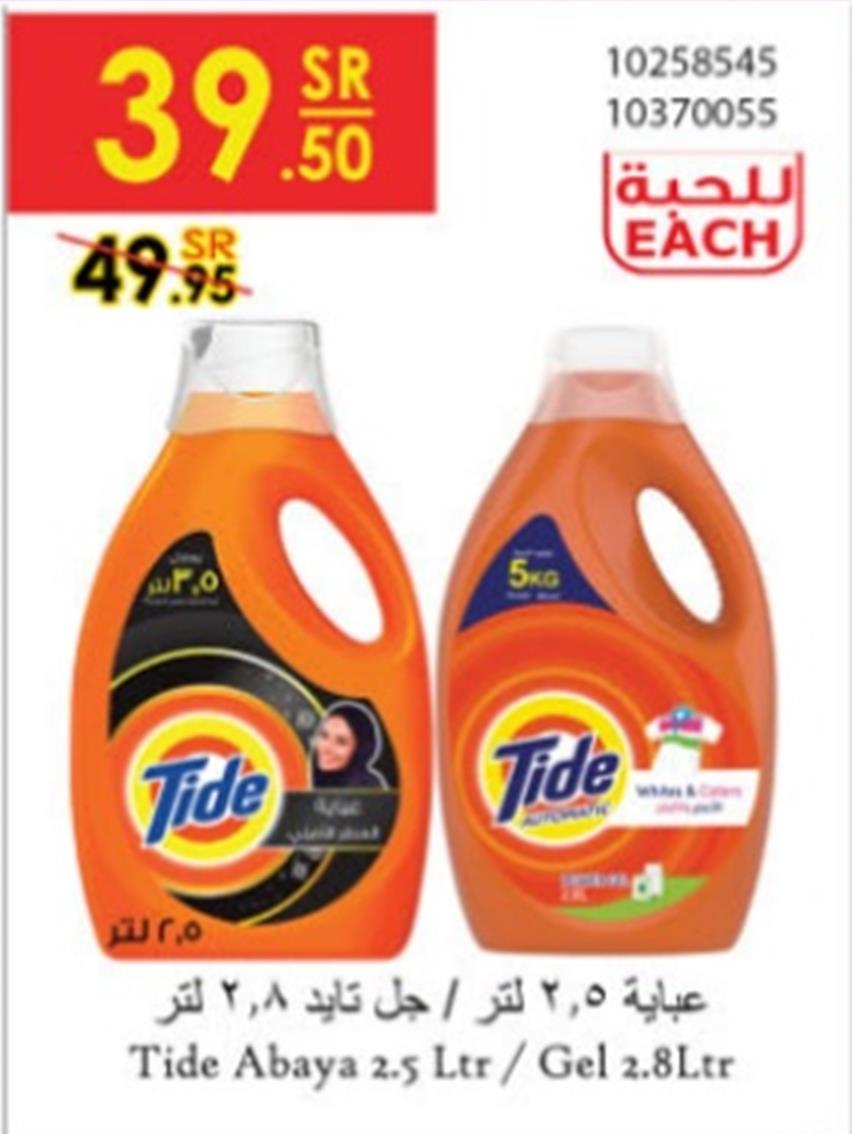 39.50 SR
49.95 SR
10258545
10370055
للحبة
EACH
٣,٥ لتر
Tide
عباية
٢,٥ لتر
5KG
Tide
AUTOMATIC
Whites & Colors
عباية ٢,٥ لتر / جل تايد ٢,٨ لتر
Tide Abaya 2.5 Ltr / Gel 2.8Ltr